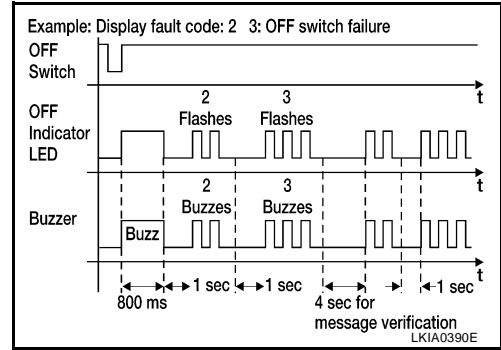 Example: Display fault code: 2 3: OFF switch failure
OFF
Switch
t
OFF
Indicator
LED
2
Flashes
3
Flashes
t
Buzzer
Buzz
2
Buzzes
3
Buzzes
t
800 ms
1 sec
1 sec
4 sec for
message verification
1 sec
LKIA0390E